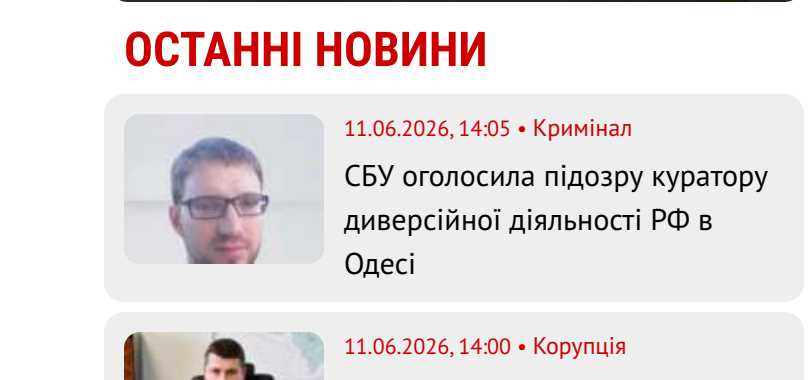 ОСТАННІ НОВИНИ
11.06.2026, 14:05 • Кримінал
СБУ оголосила підозру куратору
диверсійної діяльності РФ в
Одесі
11.06.2026, 14:00 • Корупція